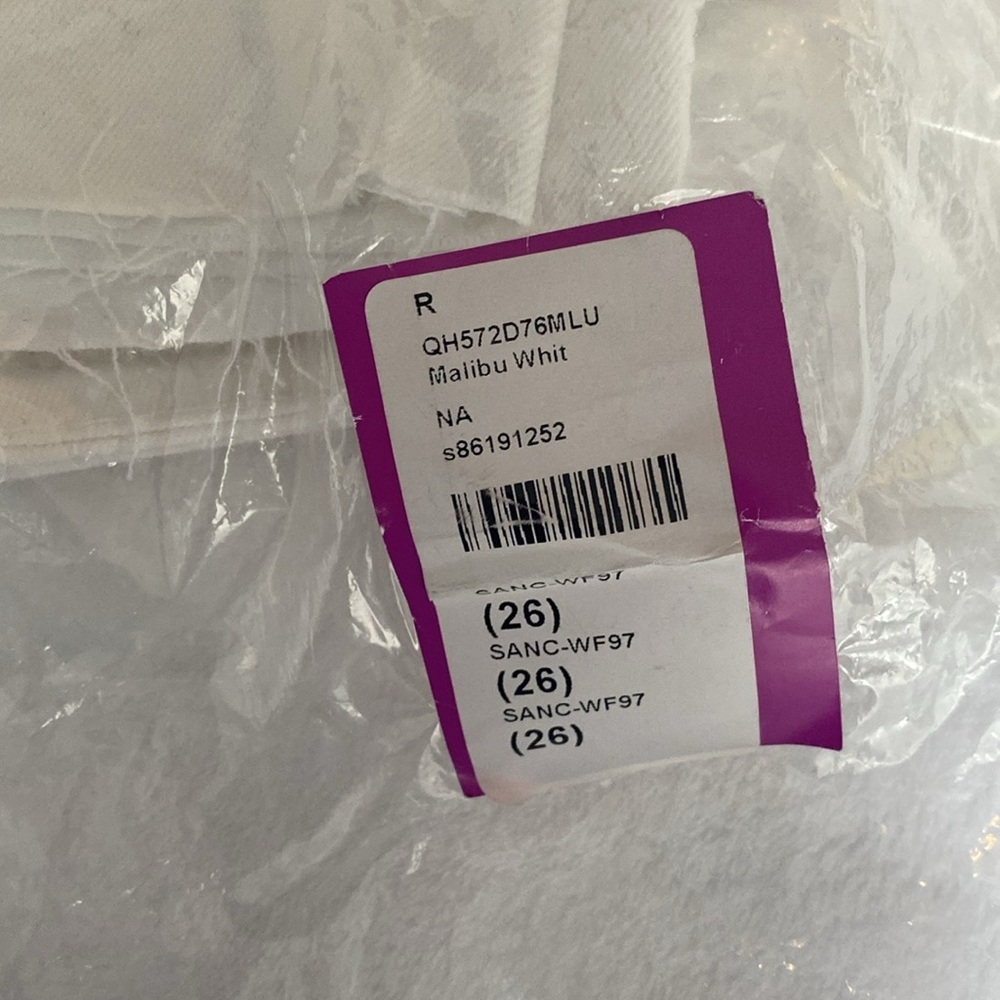 R
QH572D76MLU
Malibu Whit
NA
s86191252
SANC-WF97
(26)
SANC-WF97
(26)
SANC-WF97
(26)